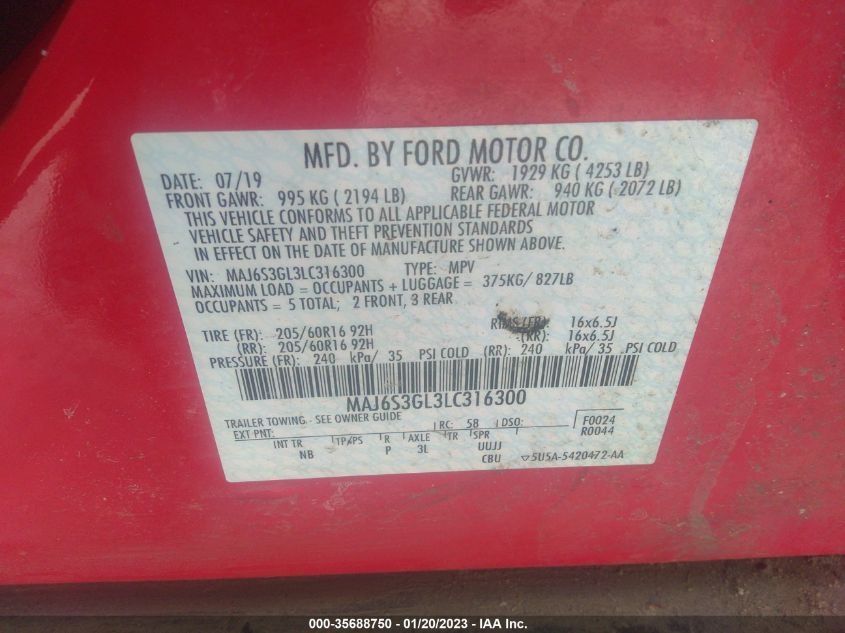 MFD. BY FORD MOTOR CO.
DATE: 07/19 GVWR: 1929 KG ( 4253 LB)
FRONT GAWR: 995 KG ( 2194 LB) REAR GAWR: 940 KG ( 2072 LB)
THIS VEHICLE CONFORMS TO ALL APPLICABLE FEDERAL MOTOR
VEHICLE SAFETY AND THEFT PREVENTION STANDARDS
IN EFFECT ON THE DATE OF MANUFACTURE SHOWN ABOVE.
VIN: MAJ6S3GL3LC316300 TYPE: MPV
MAXIMUM LOAD = OCCUPANTS + LUGGAGE = 375KG/ 827LB
OCCUPANTS = 5 TOTAL; 2 FRONT, 3 REAR
TIRE (FR): 205/60R16 92H RIMS (FR): 16x6.5J
(RR): 205/60R16 92H (RR): 16x6.5J
PRESSURE (FR): 240 kPa/ 35 PSI COLD (RR): 240 kPa/ 35 PSI COLD
MAJ6S3GL3LC316300
TRAILER TOWING - SEE OWNER GUIDE
EXT PNT: RC: 58 DSO: F0024
R0044
INT TR TP/PS R AXLE TR SPR
NB P 3L UUJJ
CBU 5U5A-5420472-AA
000-35688750 — 01/20/2023 — IAA Inc.